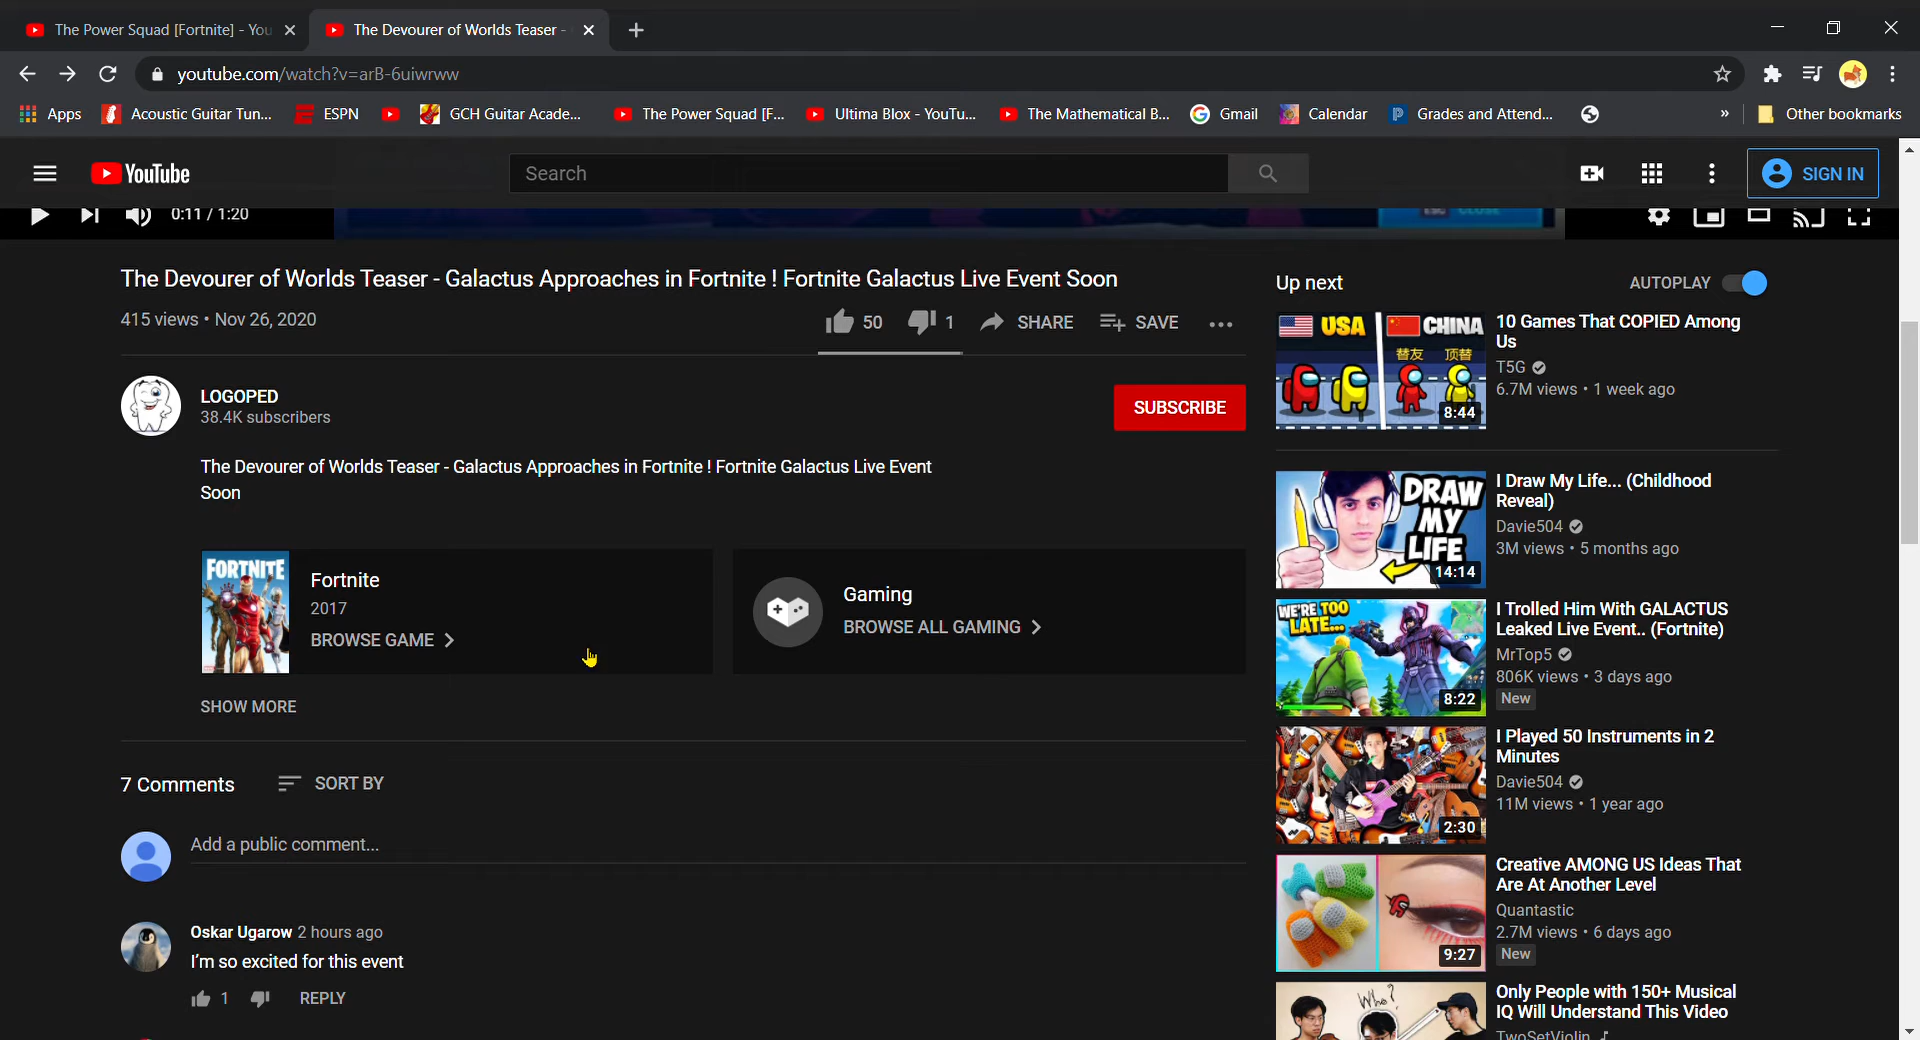 The Power Squad [Fortnite] - You
The Devourer of Worlds Teaser -
youtube.com/watch?v=arB-6uiwrww
Apps
Acoustic Guitar Tun...
ESPN
GCH Guitar Acade...
The Power Squad [F...
Ultima Blox - YouTu...
The Mathematical B...
Gmail
Calendar
Grades and Attend...
»
Other bookmarks
YouTube
Search
SIGN IN
0:11 / 1:20
ESC CLOSE
The Devourer of Worlds Teaser - Galactus Approaches in Fortnite ! Fortnite Galactus Live Event Soon
415 views • Nov 26, 2020
50
1
SHARE
SAVE
LOGOPED
38.4K subscribers
SUBSCRIBE
The Devourer of Worlds Teaser - Galactus Approaches in Fortnite ! Fortnite Galactus Live Event
Soon
FORTNITE
Fortnite
2017
BROWSE GAME
Gaming
BROWSE ALL GAMING
SHOW MORE
7 Comments
SORT BY
Add a public comment...
Oskar Ugarow 2 hours ago
I'm so excited for this event
1
REPLY
Up next
AUTOPLAY
USA
CHINA
替友
顶替
8:44
10 Games That COPIED Among
Us
T5G
6.7M views • 1 week ago
DRAW
MY
LIFE
14:14
I Draw My Life... (Childhood
Reveal)
Davie504
3M views • 5 months ago
WE'RE TOO
LATE...
8:22
I Trolled Him With GALACTUS
Leaked Live Event.. (Fortnite)
MrTop5
806K views • 3 days ago
New
2:30
I Played 50 Instruments in 2
Minutes
Davie504
11M views • 1 year ago
9:27
Creative AMONG US Ideas That
Are At Another Level
Quantastic
2.7M views • 6 days ago
New
Who?
Only People with 150+ Musical
IQ Will Understand This Video
TwoSetViolin